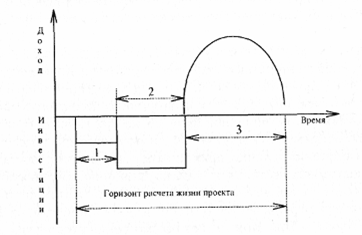 Доход
2
Время
Инвестиции
1
3
Горизонт расчета жизни проекта